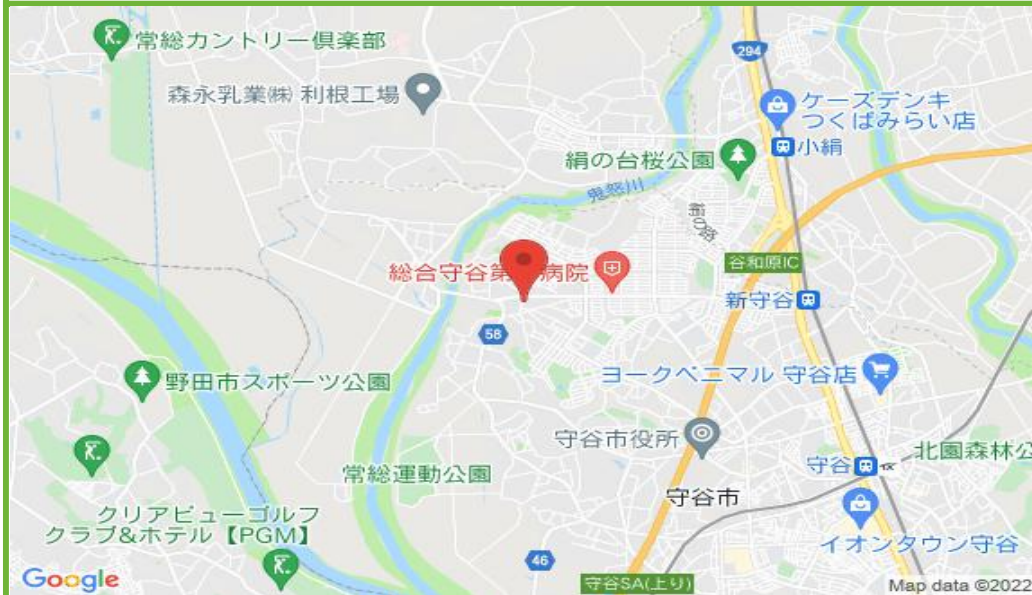 常総カントリー倶楽部
森永乳業㈱ 利根工場
294
ケーズデンキ
つくばみらい店
小絹
絹の台桜公園
鬼怒川
絹の路
総合守谷第
病院
谷和原IC
新守谷
58
ヨークベニマル 守谷店
野田市スポーツ公園
守谷市役所
北園森林公
守谷
常総運動公園
守谷市
クリアビューゴルフ
クラブ&ホテル【PGM】
46
イオンタウン守谷
守谷SA(上り)
Google
Map data ©2022